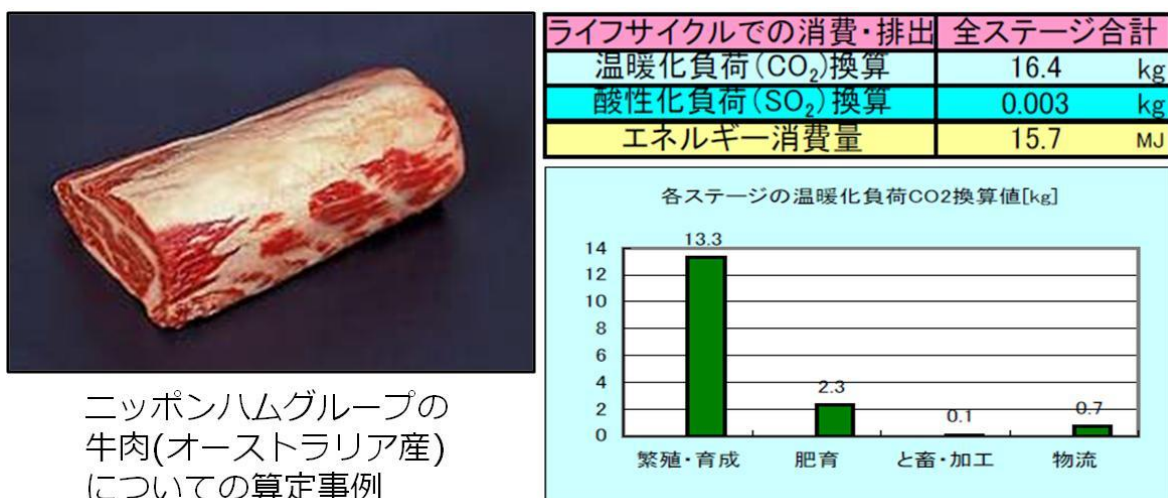 ライフサイクルでの消費・排出 全ステージ合計
温暖化負荷(CO₂)換算 16.4 kg
酸性化負荷(SO₂)換算 0.003 kg
エネルギー消費量 15.7 MJ
各ステージの温暖化負荷CO2換算値[kg]
14
12
10
8
6
4
2
0
13.3
2.3
0.1
0.7
繁殖・育成 肥育 と畜・加工 物流
ニッポンハムグループの
牛肉(オーストラリア産)
についての算定事例